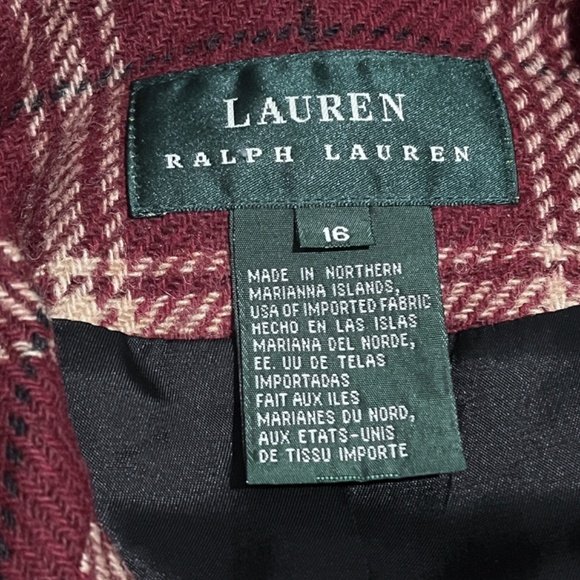 LAUREN
RALPH LAUREN
16
MADE IN NORTHERN
MARIANNA ISLANDS,
USA OF IMPORTED FABRIC
HECHO EN LAS ISLAS
MARIANA DEL NORDE,
EE. UU DE TELAS
IMPORTADAS
FAIT AUX ILES
MARIANES DU NORD,
AUX ETATS-UNIS
DE TISSU IMPORTE